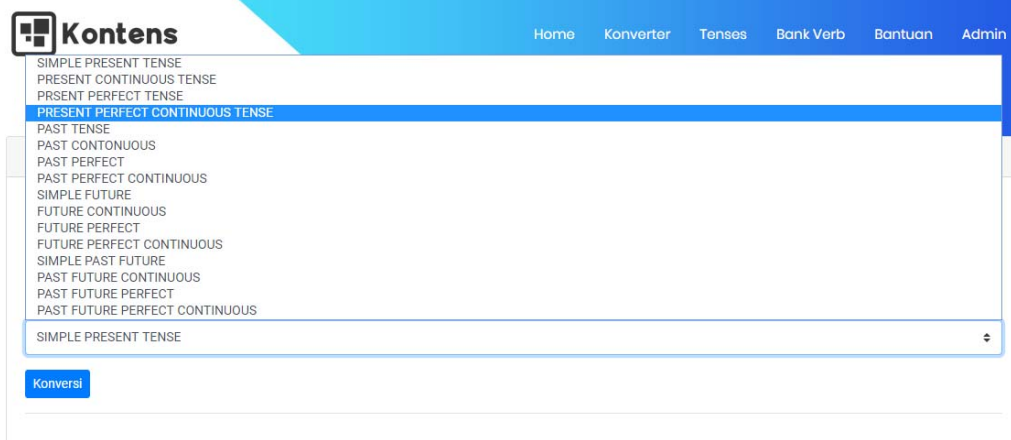 Kontens
Home Konverter Tenses Bank Verb Bantuan Admin
SIMPLE PRESENT TENSE
PRESENT CONTINUOUS TENSE
PRSENT PERFECT TENSE
PRESENT PERFECT CONTINUOUS TENSE
PAST TENSE
PAST CONTONUOUS
PAST PERFECT
PAST PERFECT CONTINUOUS
SIMPLE FUTURE
FUTURE CONTINUOUS
FUTURE PERFECT
FUTURE PERFECT CONTINUOUS
SIMPLE PAST FUTURE
PAST FUTURE CONTINUOUS
PAST FUTURE PERFECT
PAST FUTURE PERFECT CONTINUOUS
SIMPLE PRESENT TENSE
Konversi